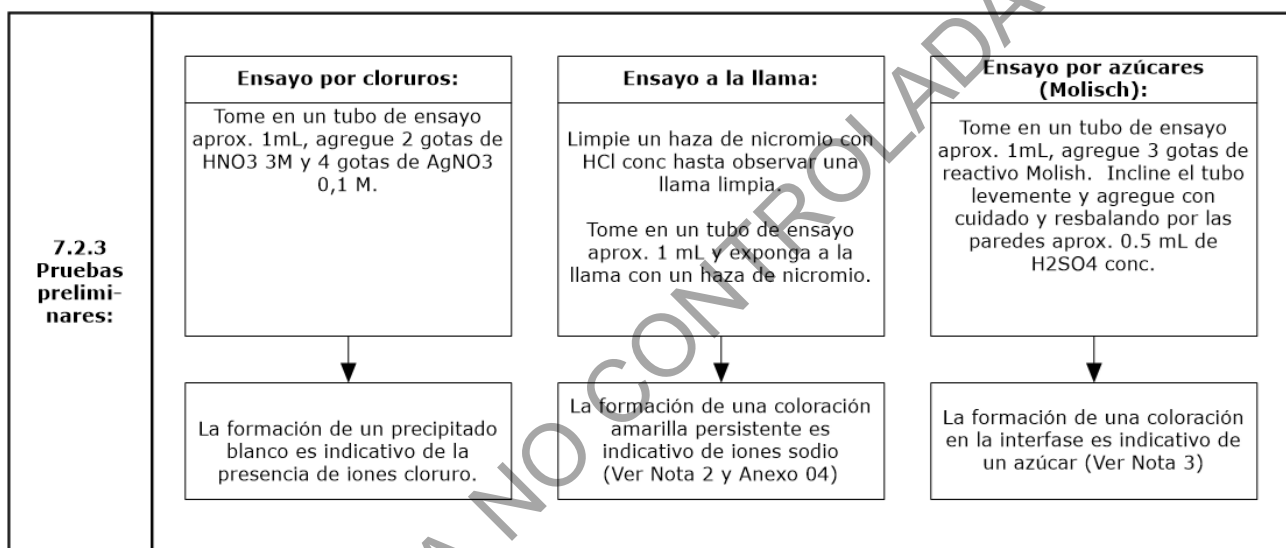 7.2.3
Pruebas
prelimi-
nares:
Ensayo por cloruros:
Tome en un tubo de ensayo
aprox. 1mL, agregue 2 gotas de
HNO3 3M y 4 gotas de AgNO3
0,1 M.
La formación de un precipitado
blanco es indicativo de la
presencia de iones cloruro.
Ensayo a la llama:
Limpie un haza de nicromio con
HCl conc hasta observar una
llama limpia.
Tome en un tubo de ensayo
aprox. 1 mL y exponga a la
llama con un haza de nicromio.
La formación de una coloración
amarilla persistente es
indicativo de iones sodio
(Ver Nota 2 y Anexo 04)
Ensayo por azúcares
(Molisch):
Tome en un tubo de ensayo
aprox. 1mL, agregue 3 gotas de
reactivo Molish. Incline el tubo
levemente y agregue con
cuidado y resbalando por las
paredes aprox. 0.5 mL de
H2SO4 conc.
La formación de una coloración
en la interfase es indicativo de
un azúcar (Ver Nota 3)
A NO CONTROLADA